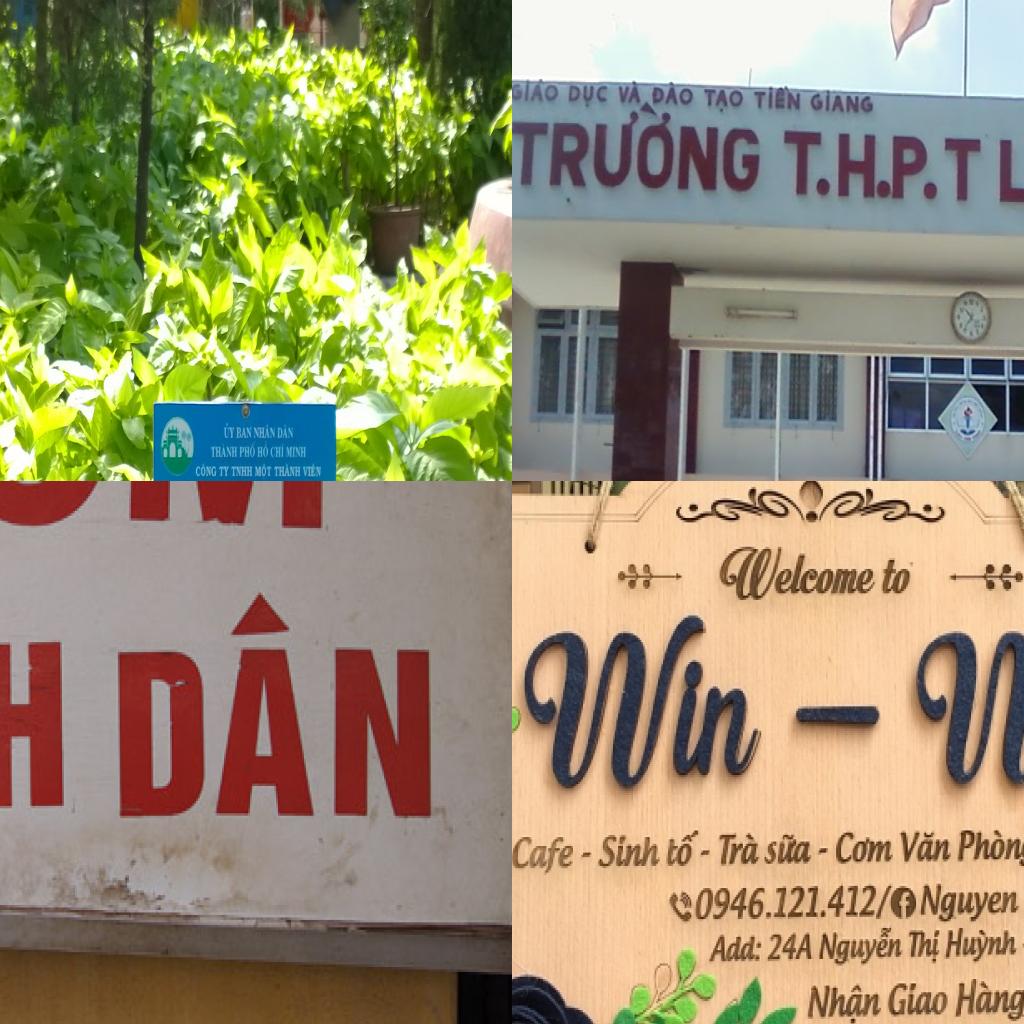 ỦY BAN NHÂN DÂN
THÀNH PHỐ HỒ CHÍ MINH
CÔNG TY TNHH MỘT THÀNH VIÊN
GIÁO DỤC VÀ ĐÀO TẠO TIỀN GIANG
TRƯỜNG T.H.P.T L
H DÂN
Welcome to
Win – W
Cafe - Sinh tố - Trà sữa - Cơm Văn Phòng
0946.121.412/ Nguyen
Add: 24A Nguyễn Thị Huỳnh
Nhận Giao Hàng